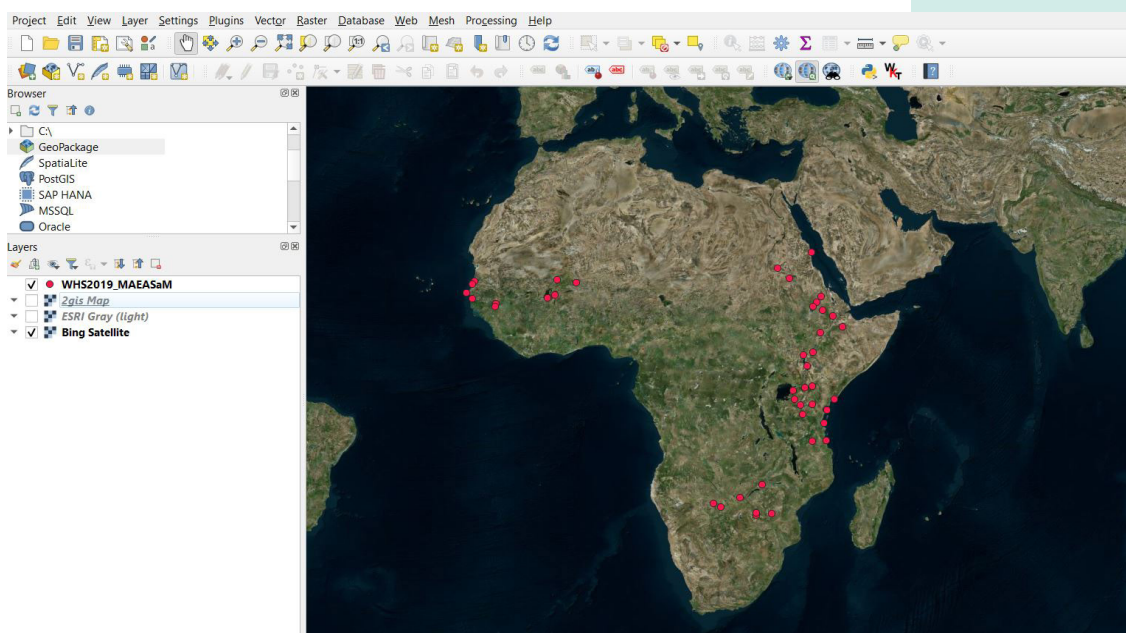 Project Edit View Layer Settings Plugins Vector Raster Database Web Mesh Processing Help
Browser
C:\
GeoPackage
SpatiaLite
PostGIS
SAP HANA
MSSQL
Oracle
Layers
WHS2019_MAEASaM
2gis Map
ESRI Gray (light)
Bing Satellite